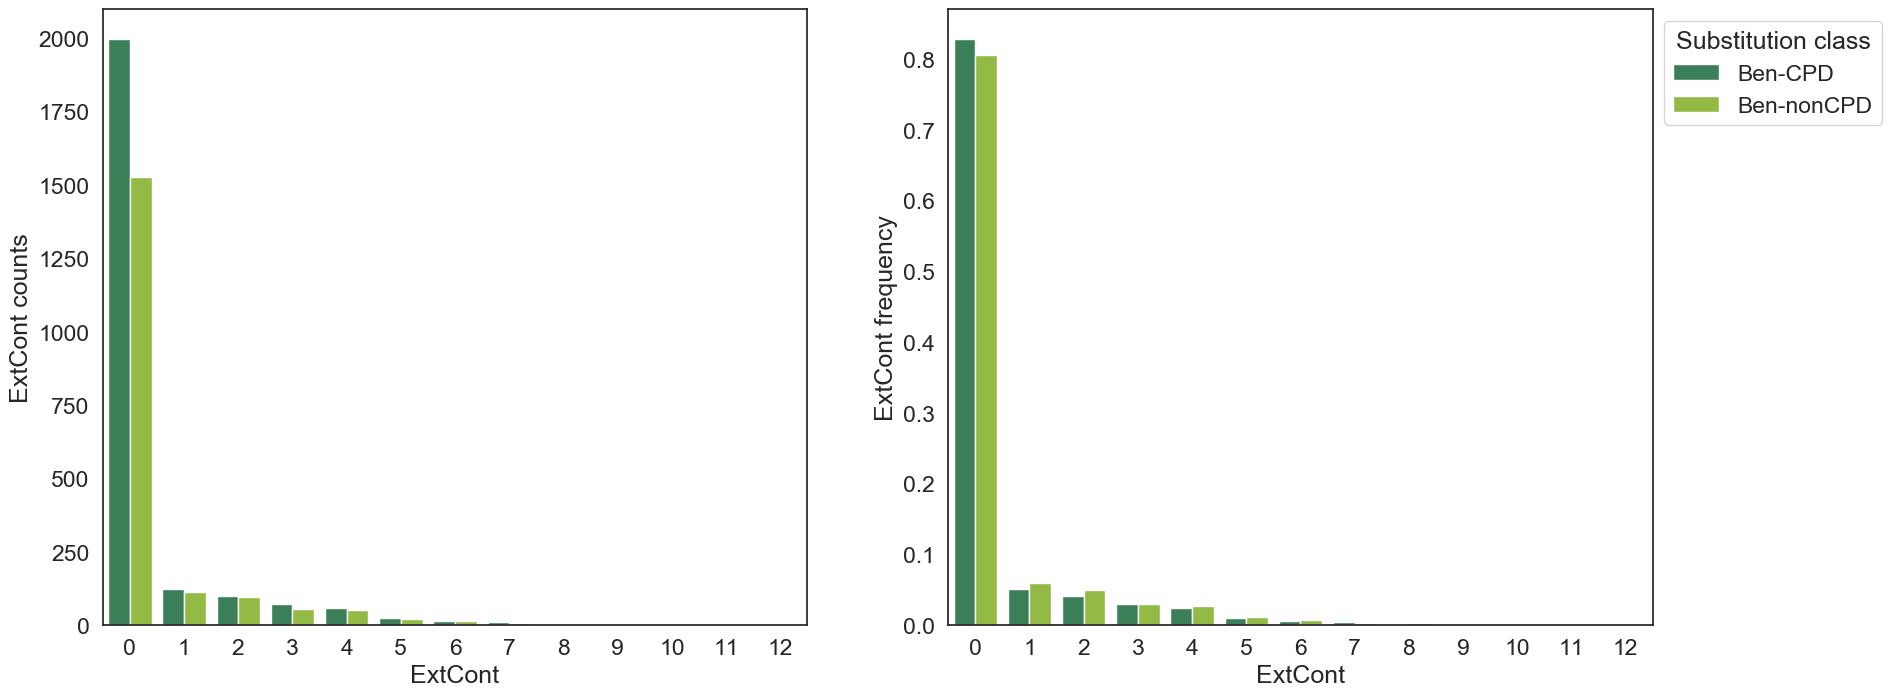 2000
1750
1500
1250
1000
750
500
250
0
ExtCont counts
0 1 2 3 4 5 6 7 8 9 10 11 12
ExtCont
0.8
0.7
0.6
0.5
0.4
0.3
0.2
0.1
0.0
ExtCont frequency
0 1 2 3 4 5 6 7 8 9 10 11 12
ExtCont
Substitution class
Ben-CPD
Ben-nonCPD